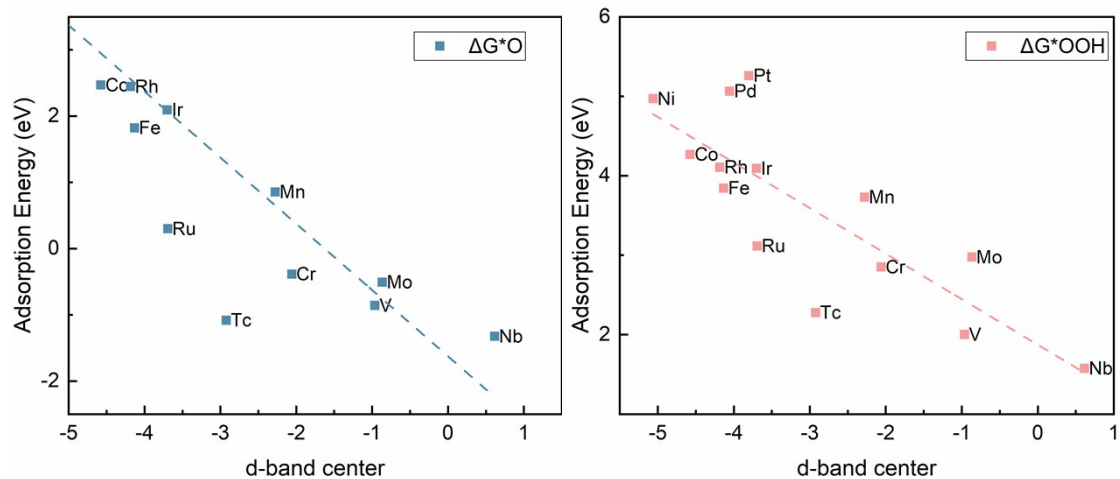 ΔG*O
Co
Rh
Ir
Fe
Mn
Ru
Cr
Mo
V
Tc
Nb
2
0
-2
-5
-4
-3
-2
-1
0
1
Adsorption Energy (eV)
d-band center
ΔG*OOH
Pt
Pd
Ni
Co
Rh
Ir
Fe
Mn
Ru
Cr
Mo
Tc
V
Nb
6
4
2
-5
-4
-3
-2
-1
0
1
Adsorption Energy (eV)
d-band center